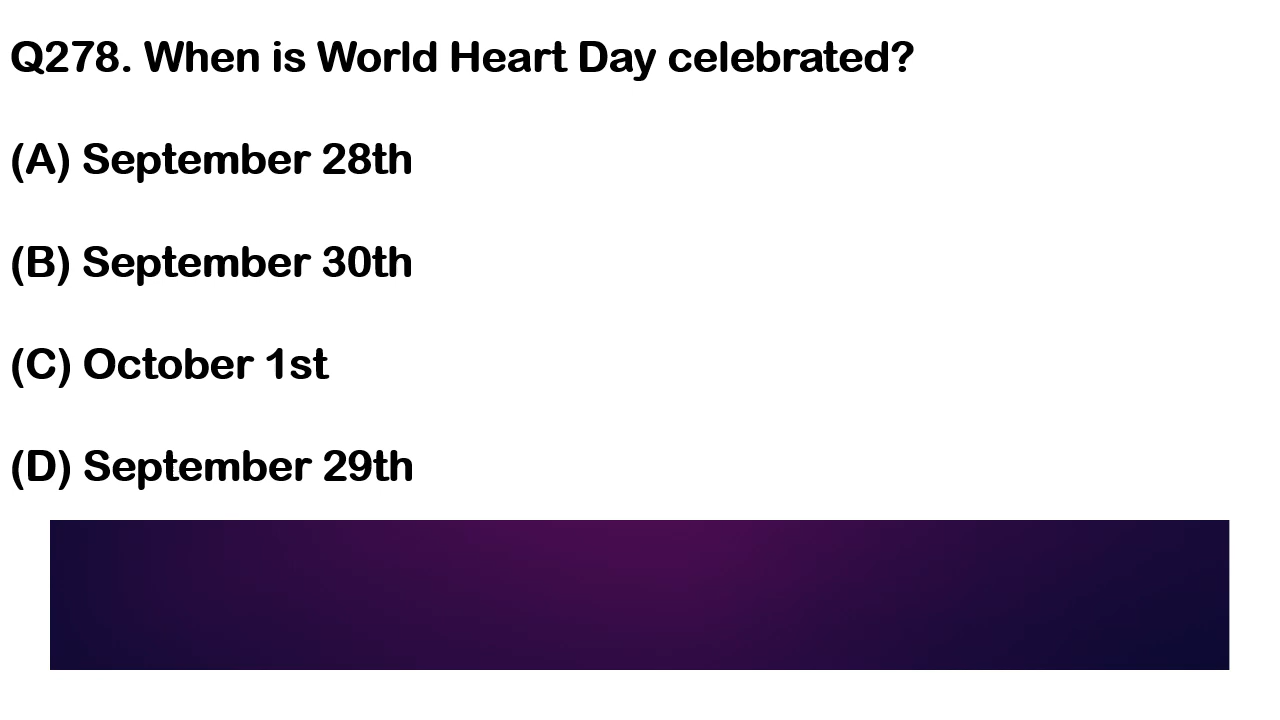 Q278. When is World Heart Day celebrated?
(A) September 28th
(B) September 30th
(C) October 1st
(D) September 29th